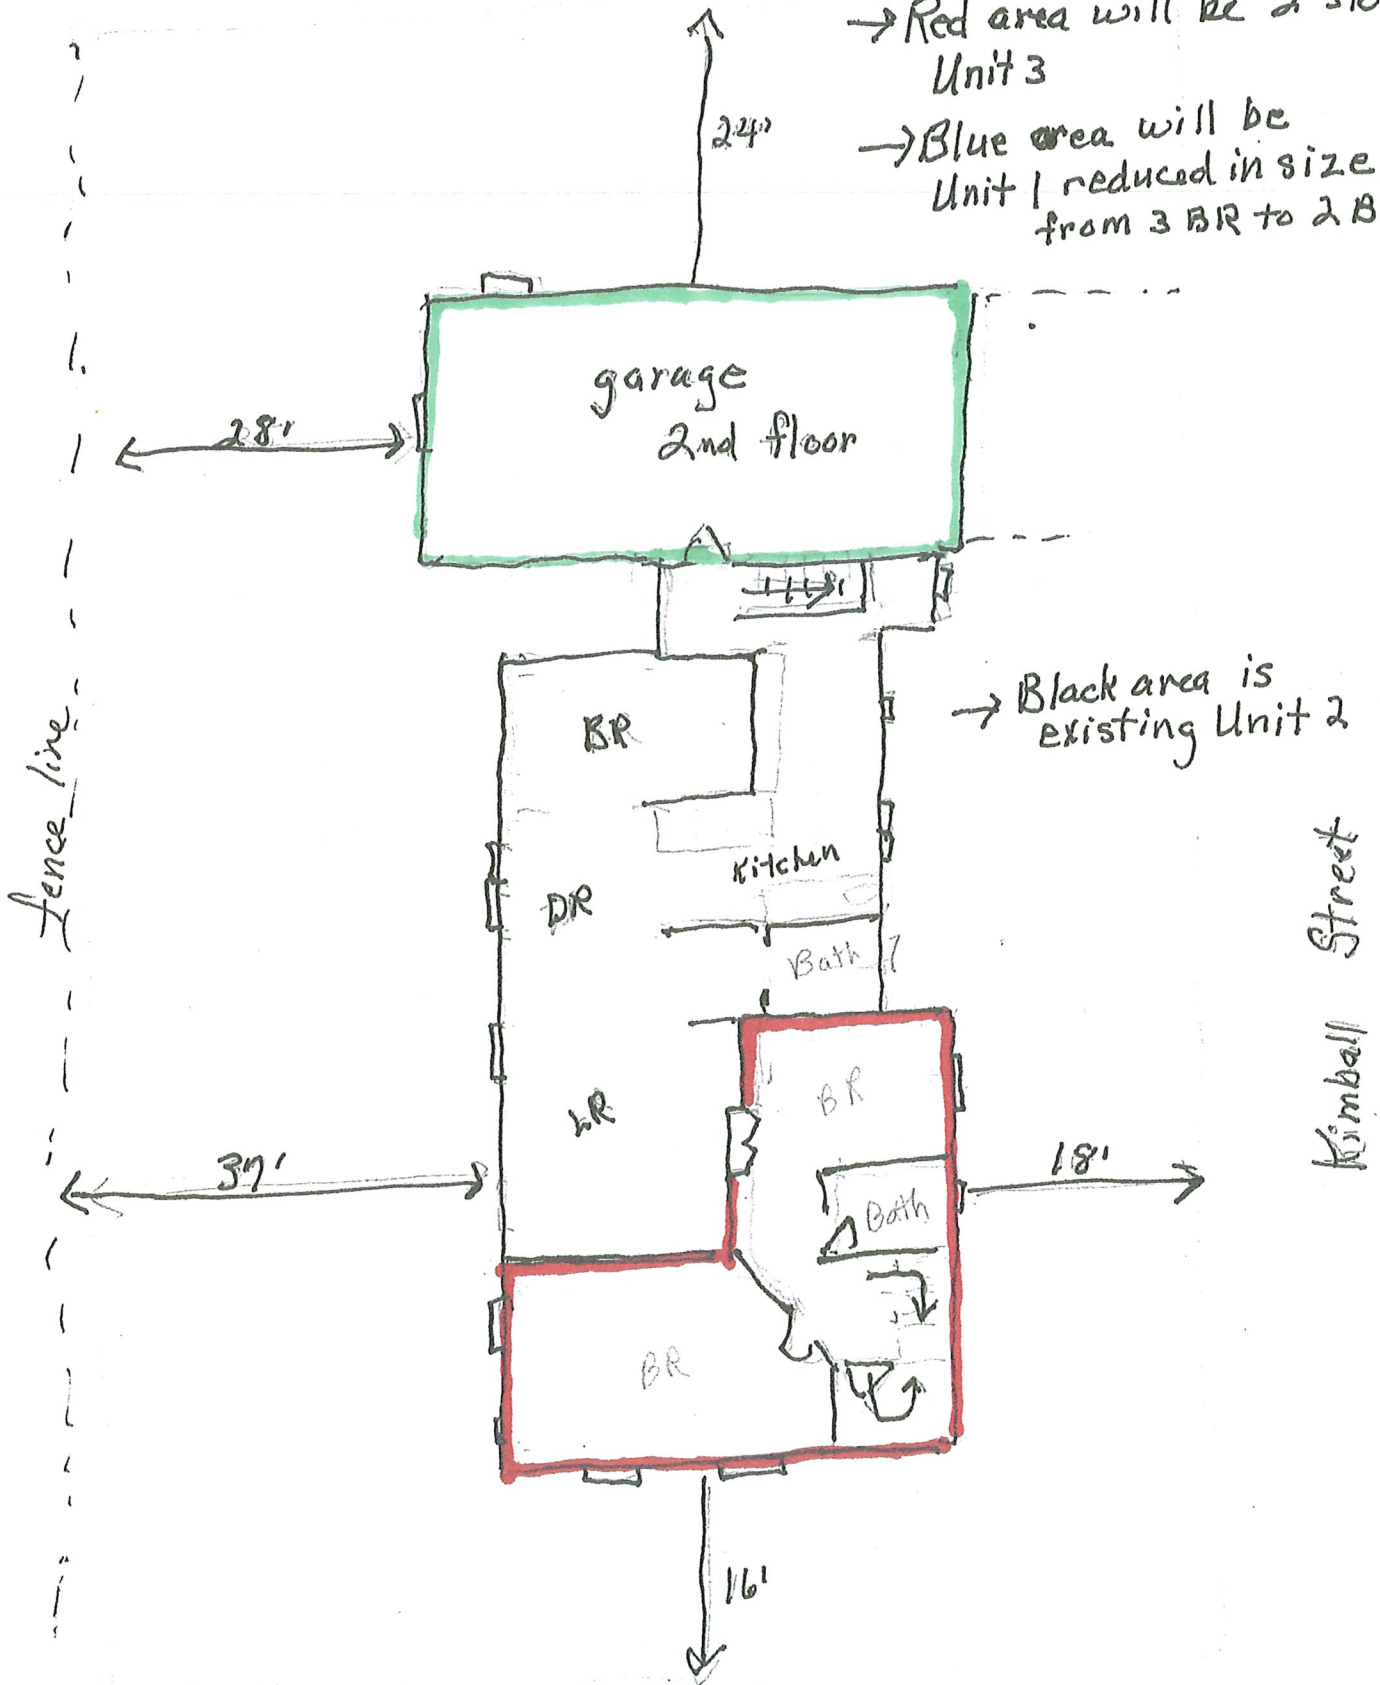 → Red area will be 2
Unit 3
→ Blue area will be
Unit 1 reduced in size
from 3 BR to 2 B
24'
garage
2nd floor
28'
fence line
BR
→ Black area is
existing Unit 2
Kitchen
DR
Bath
Kimball Street
BR
LR
Bath
37'
18'
BR
16'